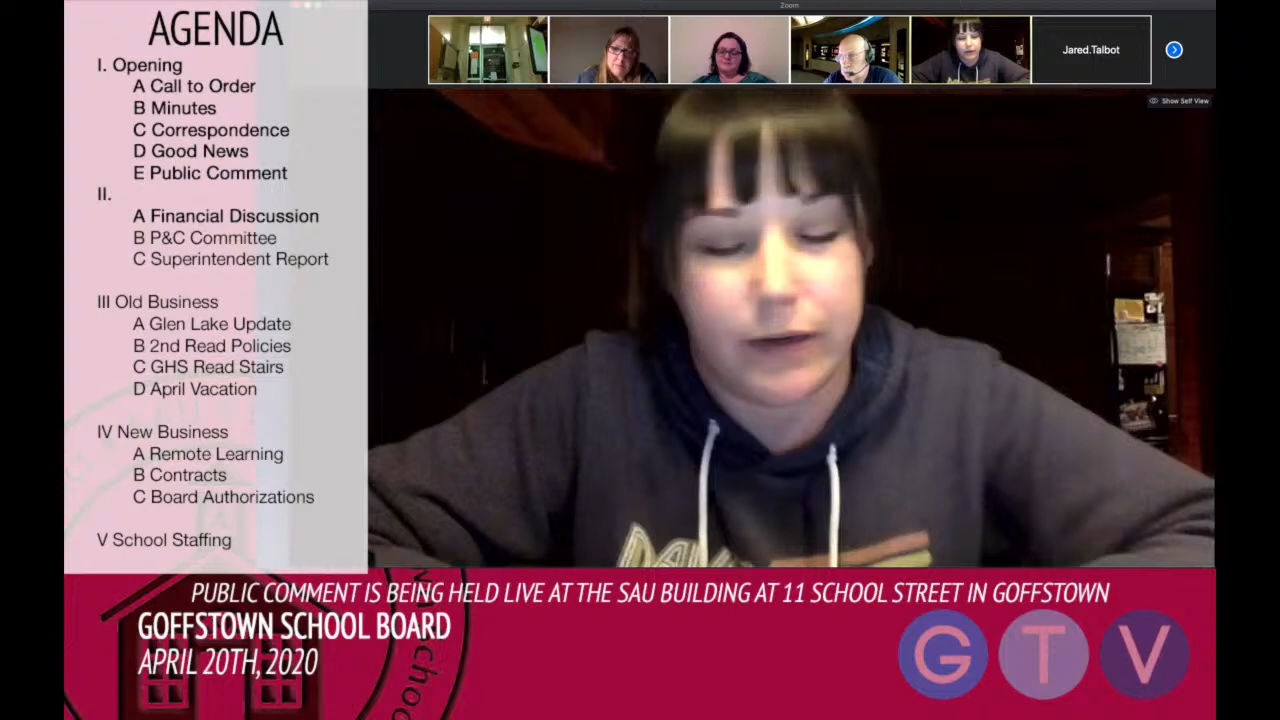 AGENDA
I. Opening
A Call to Order
B Minutes
C Correspondence
D Good News
E Public Comment
II.
A Financial Discussion
B P&C Committee
C Superintendent Report
III Old Business
A Glen Lake Update
B 2nd Read Policies
C GHS Read Stairs
D April Vacation
IV New Business
A Remote Learning
B Contracts
C Board Authorizations
V School Staffing
Zoom
Jared.Talbot
Show Self View
PUBLIC COMMENT IS BEING HELD LIVE AT THE SAU BUILDING AT 11 SCHOOL STREET IN GOFFSTOWN
GOFFSTOWN SCHOOL BOARD
APRIL 20TH, 2020
G T V